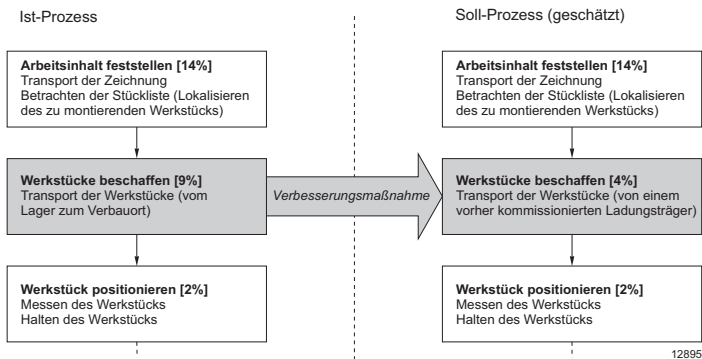 Ist-Prozess
Soll-Prozess (geschätzt)
Arbeitsinhalt feststellen [14%]
Transport der Zeichnung
Betrachten der Stückliste (Lokalisieren
des zu montierenden Werkstücks)
Arbeitsinhalt feststellen [14%]
Transport der Zeichnung
Betrachten der Stückliste (Lokalisieren
des zu montierenden Werkstücks)
Werkstücke beschaffen [9%]
Transport der Werkstücke (vom
Lager zum Verbauort)
Verbesserungsmaßnahme
Werkstücke beschaffen [4%]
Transport der Werkstücke (von einem
vorher kommissionierten Ladungsträger)
Werkstück positionieren [2%]
Messen des Werkstücks
Halten des Werkstücks
Werkstück positionieren [2%]
Messen des Werkstücks
Halten des Werkstücks
12895